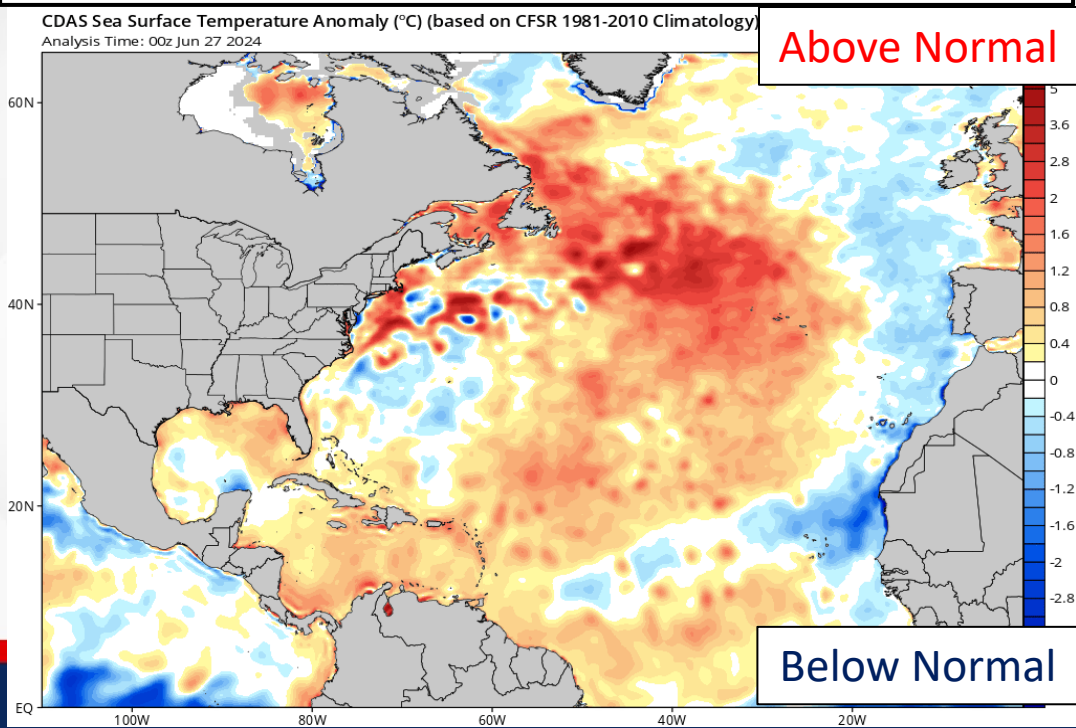 CDAS Sea Surface Temperature Anomaly (°C) (based on CFSR 1981-2010 Climatology)
Analysis Time: 00z Jun 27 2024
Above Normal
60N
40N
20N
EQ
100W
80W
60W
40W
20W
5
3.6
2.8
2
1.6
1.2
0.8
0.4
0
-0.4
-0.8
-1.2
-1.6
-2
-2.8
Below Normal